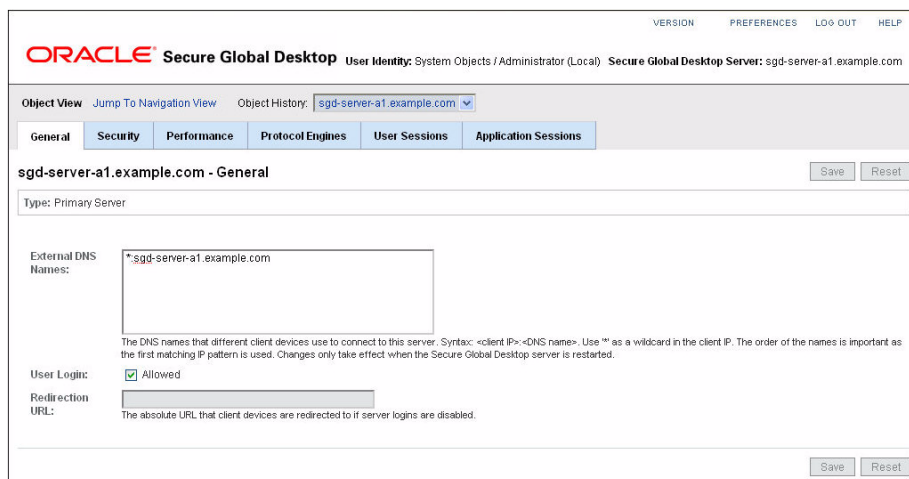 VERSION PREFERENCES LOG OUT HELP
ORACLE Secure Global Desktop User Identity: System Objects / Administrator (Local) Secure Global Desktop Server: sgd-server-a1.example.com
Object View Jump To Navigation View Object History: sgd-server-a1.example.com
General Security Performance Protocol Engines User Sessions Application Sessions
sgd-server-a1.example.com - General Save Reset
Type: Primary Server
External DNS
Names:
*:sgd-server-a1.example.com
The DNS names that different client devices use to connect to this server. Syntax: <client IP>:<DNS name>. Use '*' as a wildcard in the client IP. The order of the names is important as
the first matching IP pattern is used. Changes only take effect when the Secure Global Desktop server is restarted.
User Login: Allowed
Redirection
URL:
The absolute URL that client devices are redirected to if server logins are disabled.
Save Reset